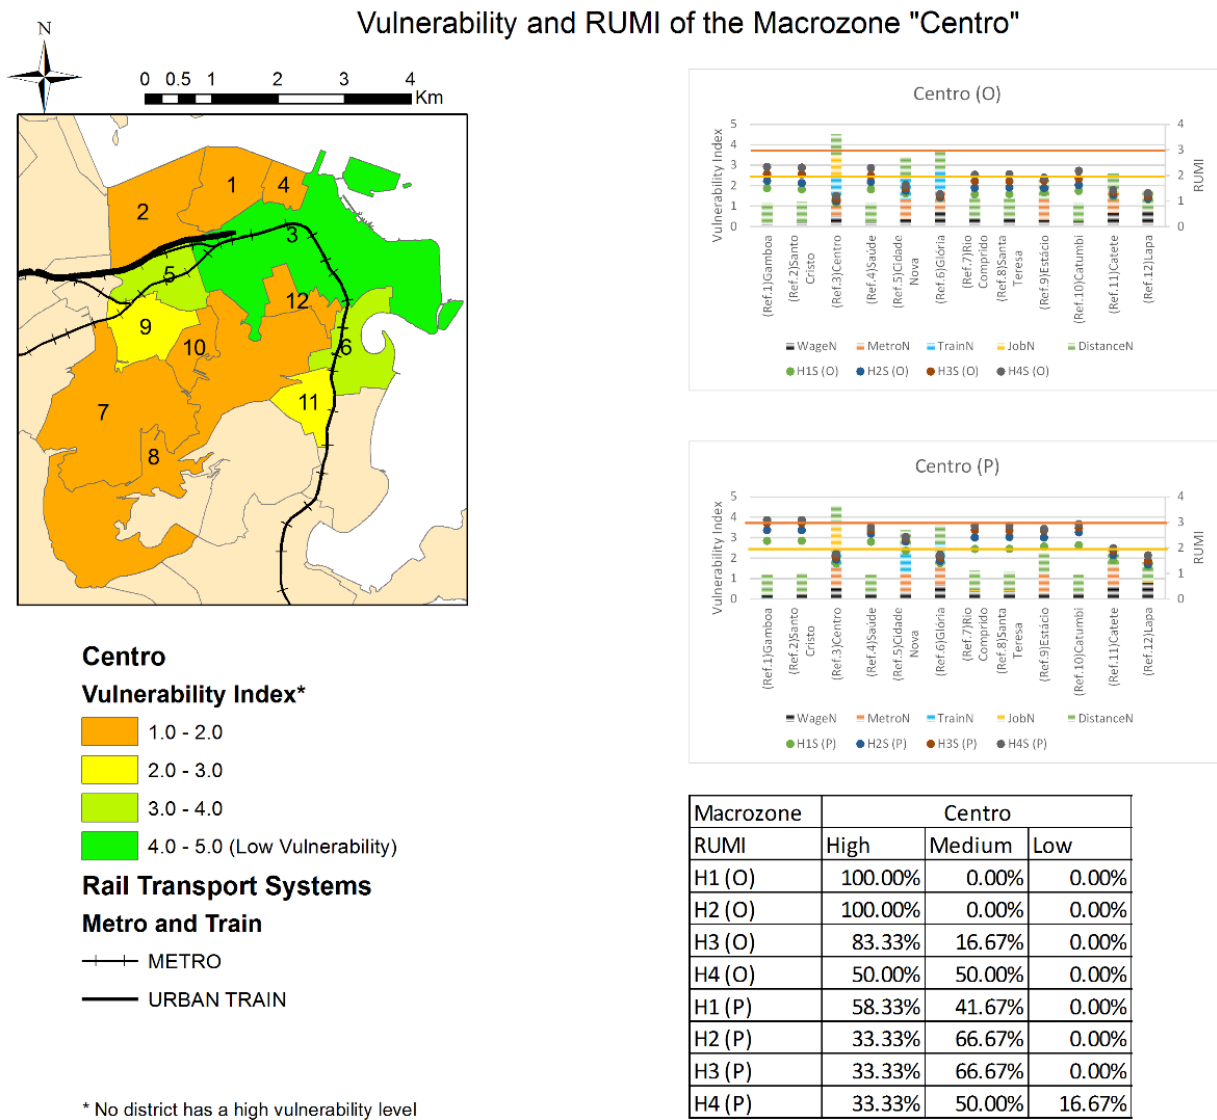 Vulnerability and RUMI of the Macrozone "Centro"
N
0 0.5 1 2 3 4
Km
1
4
2
3
5
12
9
6
10
11
7
8
Centro
Vulnerability Index*
1.0 - 2.0
2.0 - 3.0
3.0 - 4.0
4.0 - 5.0 (Low Vulnerability)
Rail Transport Systems
Metro and Train
METRO
URBAN TRAIN
* No district has a high vulnerability level
Centro (O)
Vulnerability Index
5
4
3
2
1
0
4
3
2
1
0
RUMI
(Ref.1)Gamboa
(Ref.2)Santo
Cristo
(Ref.3)Centro
(Ref.4)Saúde
(Ref.5)Cidade
Nova
(Ref.6)Glória
(Ref.7)Rio
Comprido
(Ref.8)Santa
Teresa
(Ref.9)Estácio
(Ref.10)Catumbi
(Ref.11)Catete
(Ref.12)Lapa
WageN MetroN TrainN JobN DistanceN
H1S (O) H2S (O) H3S (O) H4S (O)
Centro (P)
Vulnerability Index
5
4
3
2
1
0
4
3
2
1
0
RUMI
(Ref.1)Gamboa
(Ref.2)Santo
Cristo
(Ref.3)Centro
(Ref.4)Saúde
(Ref.5)Cidade
Nova
(Ref.6)Glória
(Ref.7)Rio
Comprido
(Ref.8)Santa
Teresa
(Ref.9)Estácio
(Ref.10)Catumbi
(Ref.11)Catete
(Ref.12)Lapa
WageN MetroN TrainN JobN DistanceN
H1S (P) H2S (P) H3S (P) H4S (P)
Macrozone Centro
RUMI High Medium Low
H1 (O) 100.00% 0.00% 0.00%
H2 (O) 100.00% 0.00% 0.00%
H3 (O) 83.33% 16.67% 0.00%
H4 (O) 50.00% 50.00% 0.00%
H1 (P) 58.33% 41.67% 0.00%
H2 (P) 33.33% 66.67% 0.00%
H3 (P) 33.33% 66.67% 0.00%
H4 (P) 33.33% 50.00% 16.67%